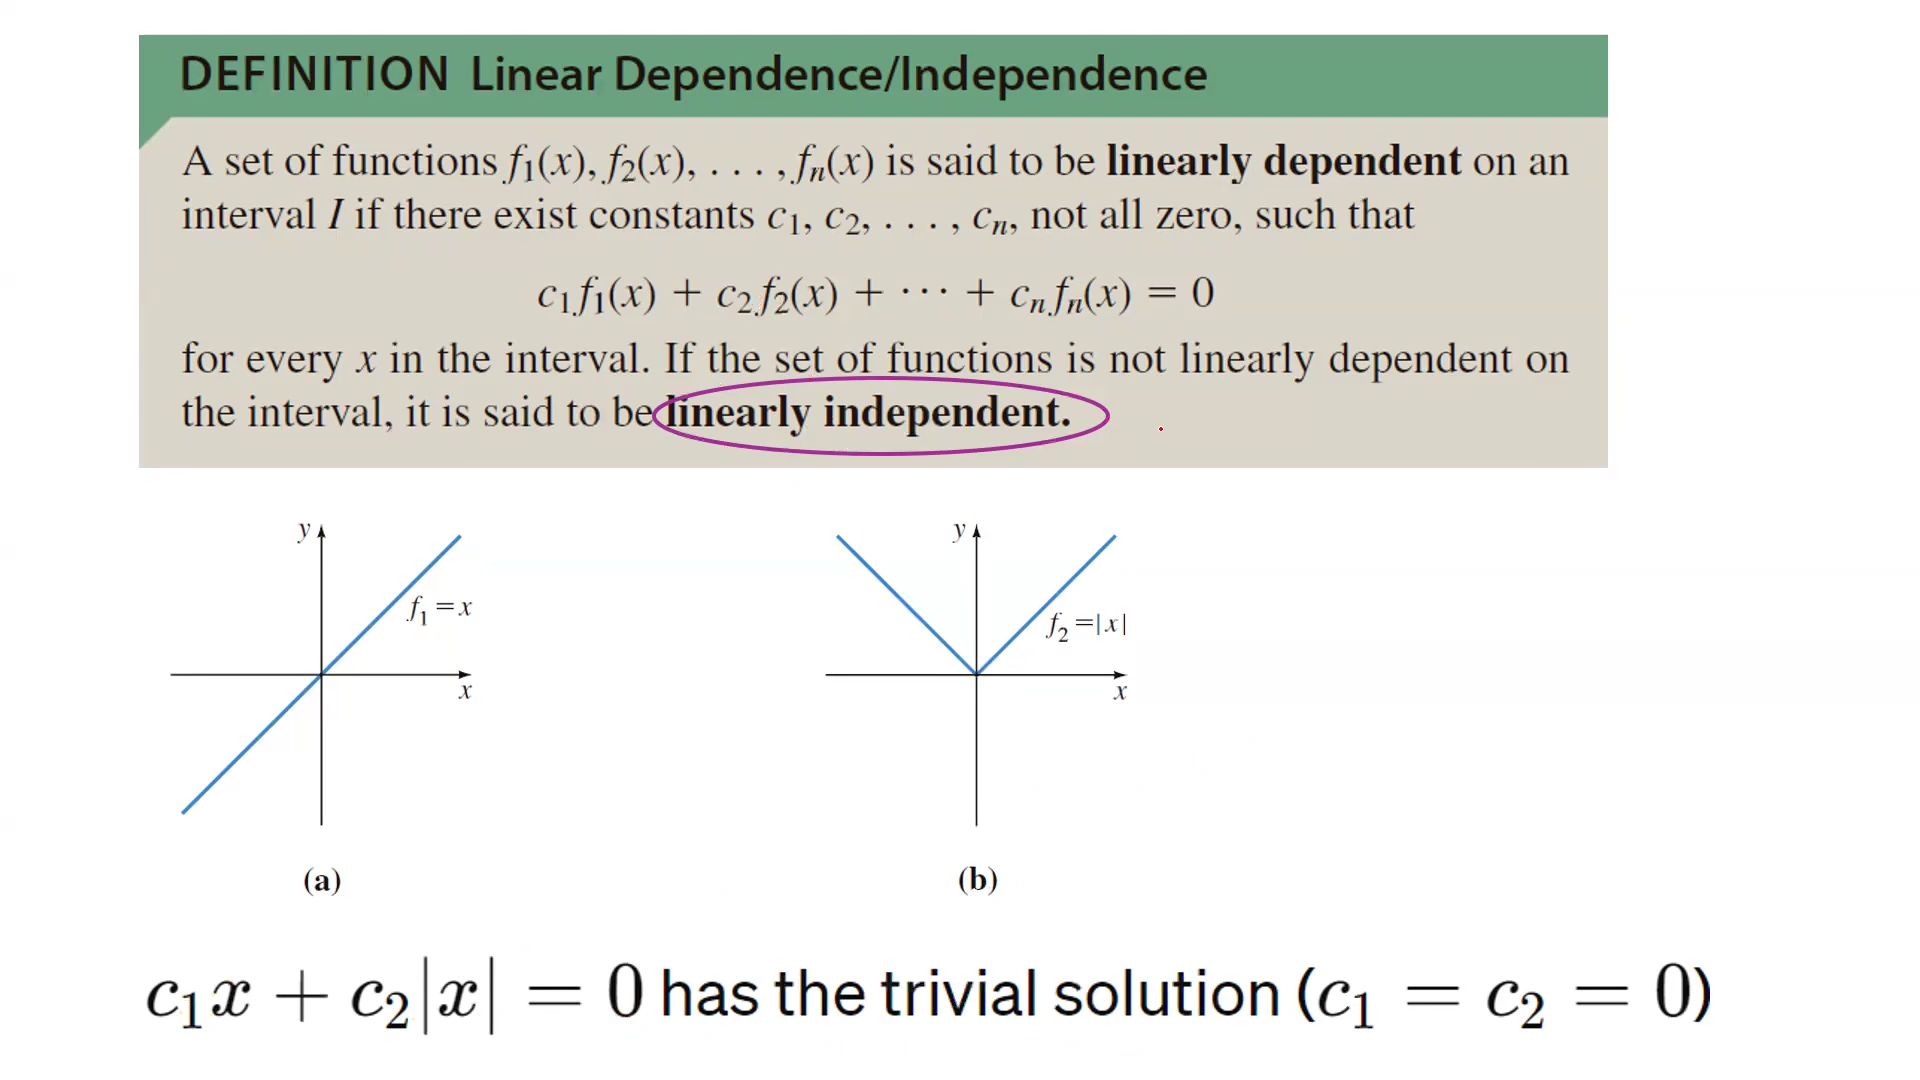 DEFINITION Linear Dependence/Independence
A set of functions f₁(x), f₂(x), . . . , fₙ(x) is said to be linearly dependent on an
interval I if there exist constants c₁, c₂, . . . , cₙ, not all zero, such that
c₁f₁(x) + c₂f₂(x) + ··· + cₙfₙ(x) = 0
for every x in the interval. If the set of functions is not linearly dependent on
the interval, it is said to be linearly independent.
y
f₁ = x
x
(a)
y
f₂ = |x|
x
(b)
c₁x + c₂|x| = 0 has the trivial solution (c₁ = c₂ = 0)